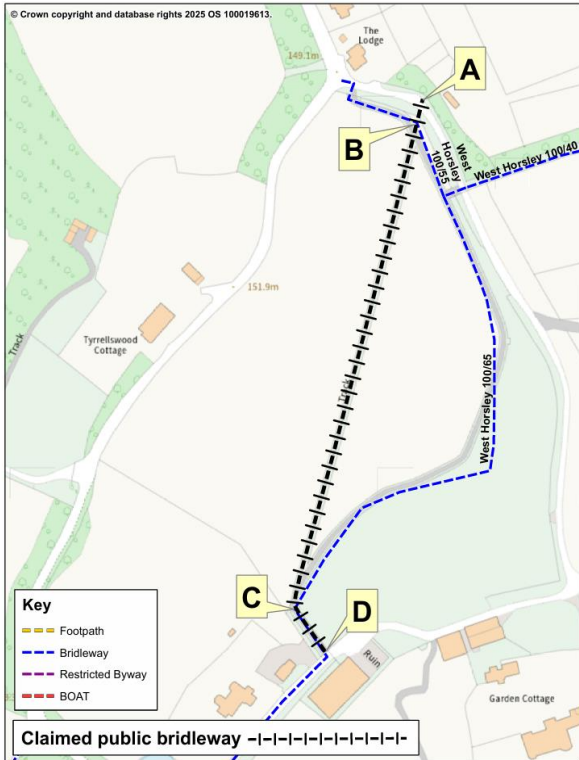 © Crown copyright and database rights 2025 OS 100019613.
The
Lodge
149.1m
A
B
West
Horsley
100/55
West Horsley 100/40
151.9m
Tyrrellswood
Cottage
Track
Track
West Horsley 100/65
C
D
Ruin
Garden Cottage
Key
Footpath
Bridleway
Restricted Byway
BOAT
Claimed public bridleway